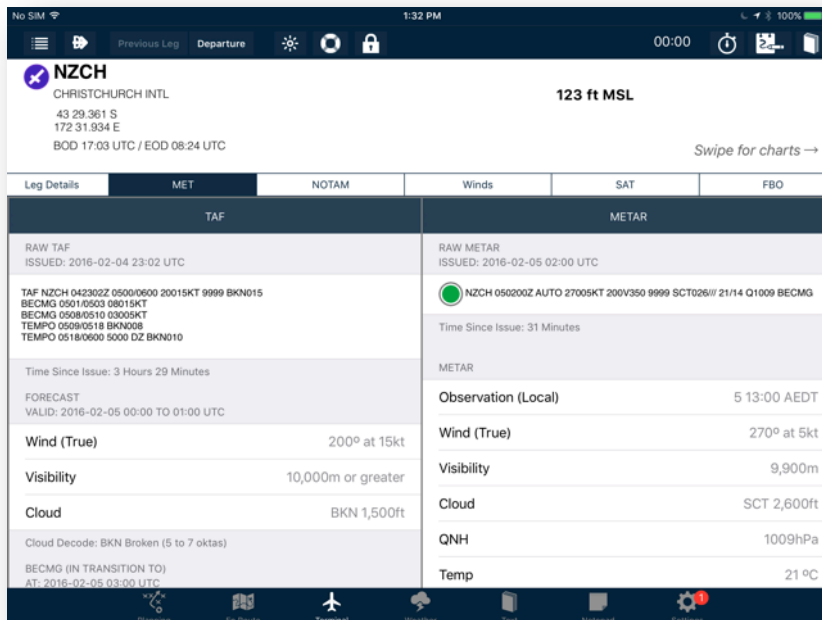 No SIM 1:32 PM 100%
Previous Leg Departure 00:00
NZCH
CHRISTCHURCH INTL
123 ft MSL
43 29.361 S
172 31.934 E
BOD 17:03 UTC / EOD 08:24 UTC
Swipe for charts →
Leg Details MET NOTAM Winds SAT FBO
TAF
RAW TAF
ISSUED: 2016-02-04 23:02 UTC
TAF NZCH 042302Z 0500/0600 20015KT 9999 BKN015
BECMG 0501/0503 08015KT
BECMG 0508/0510 03005KT
TEMPO 0509/0518 BKN008
TEMPO 0518/0600 5000 DZ BKN010
Time Since Issue: 3 Hours 29 Minutes
FORECAST
VALID: 2016-02-05 00:00 TO 01:00 UTC
Wind (True) 200º at 15kt
Visibility 10,000m or greater
Cloud BKN 1,500ft
Cloud Decode: BKN Broken (5 to 7 oktas)
BECMG (IN TRANSITION TO)
AT: 2016-02-05 03:00 UTC
METAR
RAW METAR
ISSUED: 2016-02-05 02:00 UTC
NZCH 050200Z AUTO 27005KT 200V350 9999 SCT026/// 21/14 Q1009 BECMG
Time Since Issue: 31 Minutes
METAR
Observation (Local) 5 13:00 AEDT
Wind (True) 270º at 5kt
Visibility 9,900m
Cloud SCT 2,600ft
QNH 1009hPa
Temp 21 ºC
1